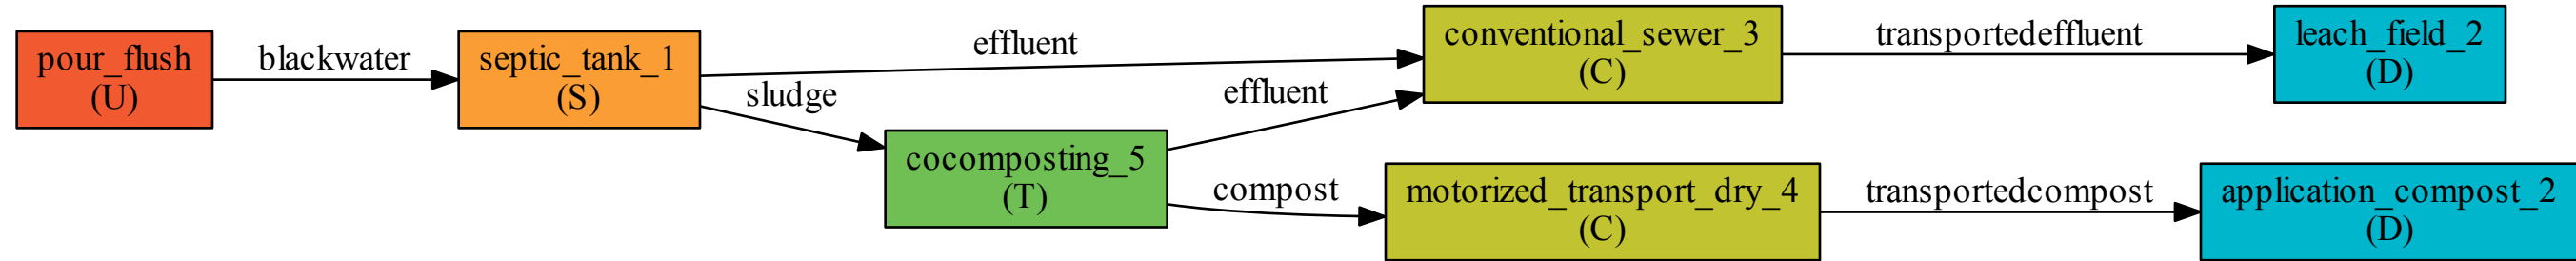 pour_flush
(U)
blackwater
septic_tank_1
(S)
effluent
sludge
cocomposting_5
(T)
effluent
compost
conventional_sewer_3
(C)
motorized_transport_dry_4
(C)
transportedeffluent
transportedcompost
leach_field_2
(D)
application_compost_2
(D)